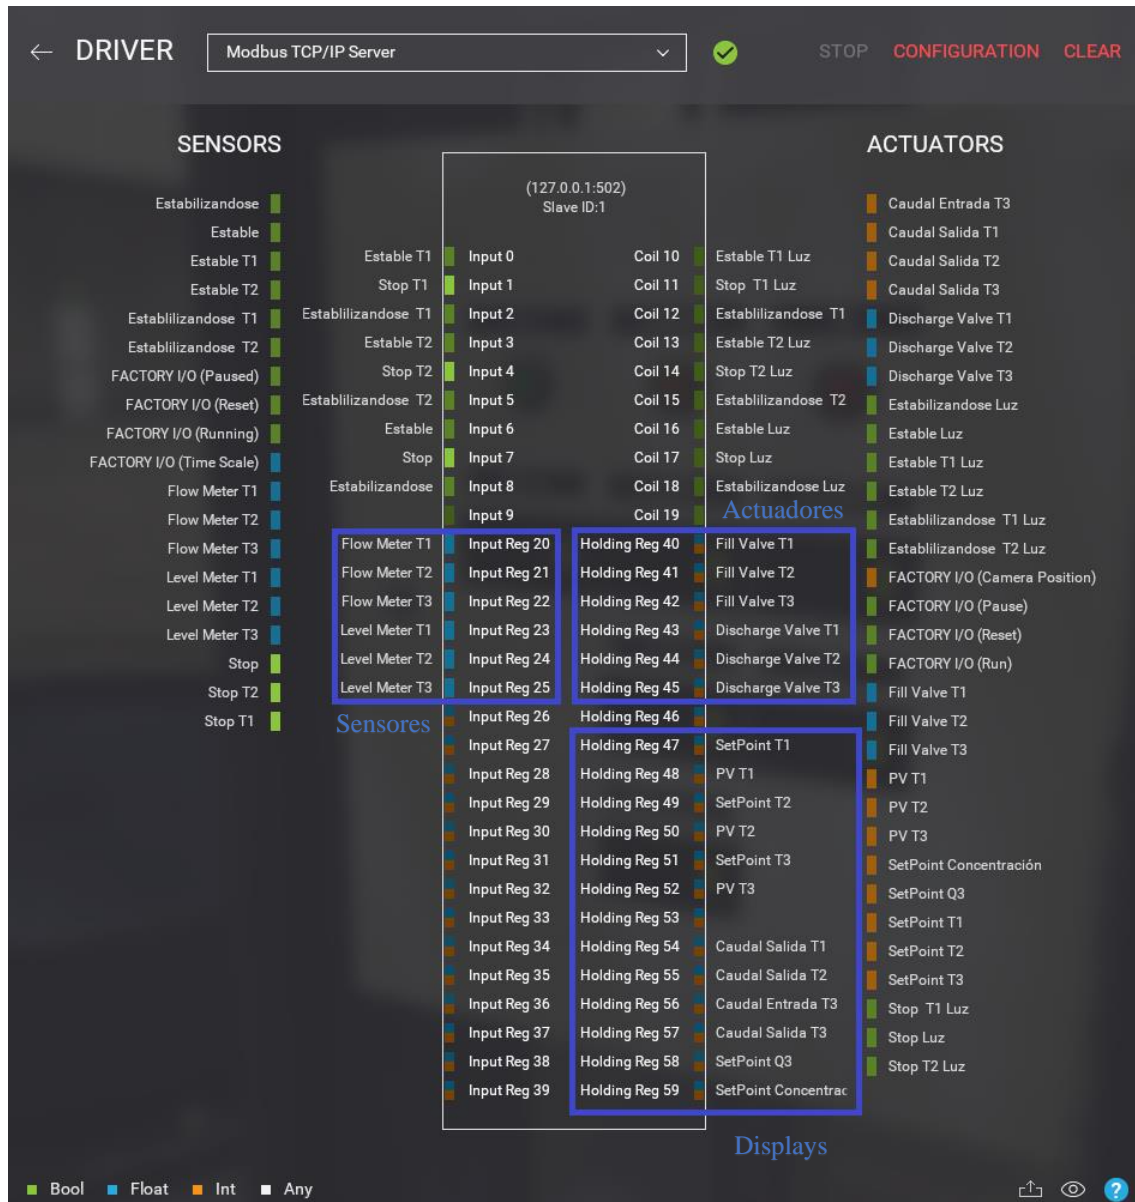 ← DRIVER Modbus TCP/IP Server STOP CONFIGURATION CLEAR
SENSORS
Estabilizandose
Estable
Estable T1
Estable T2
Establilizandose T1
Establilizandose T2
FACTORY I/O (Paused)
FACTORY I/O (Reset)
FACTORY I/O (Running)
FACTORY I/O (Time Scale)
Flow Meter T1
Flow Meter T2
Flow Meter T3
Level Meter T1
Level Meter T2
Level Meter T3
Stop
Stop T2
Stop T1
(127.0.0.1:502)
Slave ID:1
Estable T1 Input 0 Coil 10 Estable T1 Luz
Stop T1 Input 1 Coil 11 Stop T1 Luz
Establilizandose T1 Input 2 Coil 12 Establilizandose T1
Estable T2 Input 3 Coil 13 Estable T2 Luz
Stop T2 Input 4 Coil 14 Stop T2 Luz
Establilizandose T2 Input 5 Coil 15 Establilizandose T2
Estable Input 6 Coil 16 Estable Luz
Stop Input 7 Coil 17 Stop Luz
Estabilizandose Input 8 Coil 18 Estabilizandose Luz
Input 9 Coil 19 Actuadores
Flow Meter T1 Input Reg 20 Holding Reg 40 Fill Valve T1
Flow Meter T2 Input Reg 21 Holding Reg 41 Fill Valve T2
Flow Meter T3 Input Reg 22 Holding Reg 42 Fill Valve T3
Level Meter T1 Input Reg 23 Holding Reg 43 Discharge Valve T1
Level Meter T2 Input Reg 24 Holding Reg 44 Discharge Valve T2
Level Meter T3 Input Reg 25 Holding Reg 45 Discharge Valve T3
Sensores Input Reg 26 Holding Reg 46
Input Reg 27 Holding Reg 47 SetPoint T1
Input Reg 28 Holding Reg 48 PV T1
Input Reg 29 Holding Reg 49 SetPoint T2
Input Reg 30 Holding Reg 50 PV T2
Input Reg 31 Holding Reg 51 SetPoint T3
Input Reg 32 Holding Reg 52 PV T3
Input Reg 33 Holding Reg 53
Input Reg 34 Holding Reg 54 Caudal Salida T1
Input Reg 35 Holding Reg 55 Caudal Salida T2
Input Reg 36 Holding Reg 56 Caudal Entrada T3
Input Reg 37 Holding Reg 57 Caudal Salida T3
Input Reg 38 Holding Reg 58 SetPoint Q3
Input Reg 39 Holding Reg 59 SetPoint Concentrac
Displays
ACTUATORS
Caudal Entrada T3
Caudal Salida T1
Caudal Salida T2
Caudal Salida T3
Discharge Valve T1
Discharge Valve T2
Discharge Valve T3
Estabilizandose Luz
Estable Luz
Estable T1 Luz
Estable T2 Luz
Establilizandose T1 Luz
Establilizandose T2 Luz
FACTORY I/O (Camera Position)
FACTORY I/O (Pause)
FACTORY I/O (Reset)
FACTORY I/O (Run)
Fill Valve T1
Fill Valve T2
Fill Valve T3
PV T1
PV T2
PV T3
SetPoint Concentración
SetPoint Q3
SetPoint T1
SetPoint T2
SetPoint T3
Stop T1 Luz
Stop Luz
Stop T2 Luz
Bool Float Int Any ?